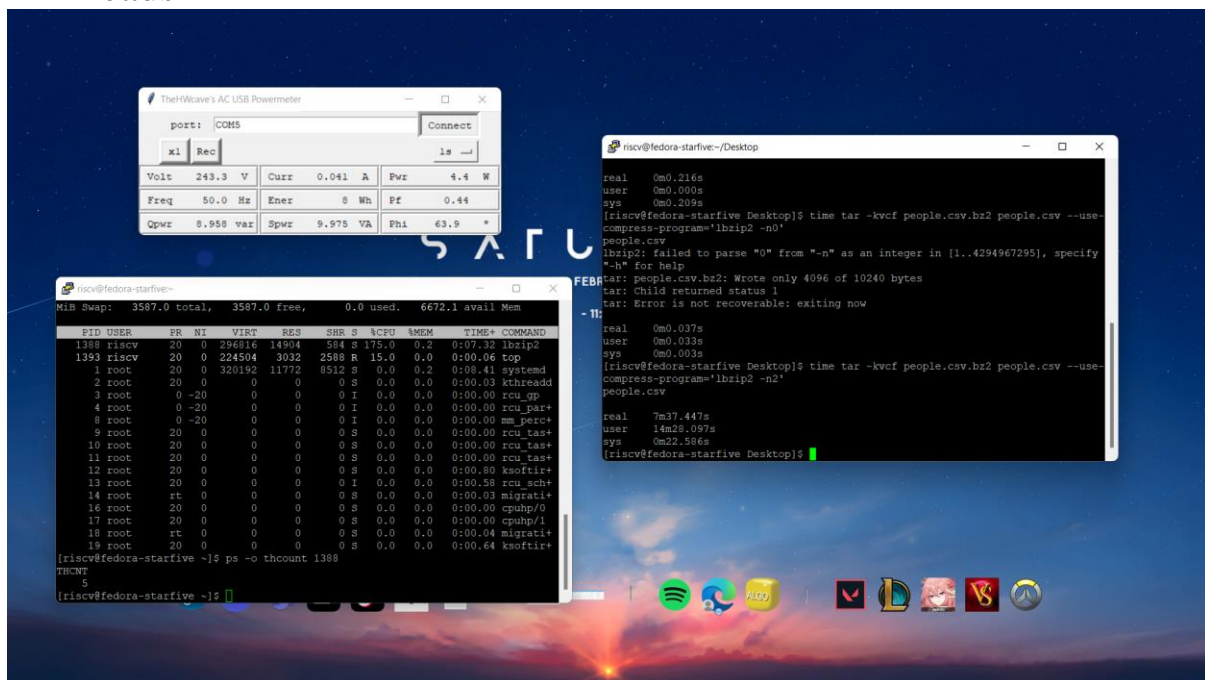 TheHWcave's AC USB Powermeter
port: COM5 Connect
x1 Rec 1s
Volt 243.3 V Curr 0.041 A Pwr 4.4 W
Freq 50.0 Hz Ener 8 Wh Pf 0.44
Qpwr 8.958 var Spwr 9.975 VA Phi 63.9 °
riscv@fedora-starfive:~/Desktop
real 0m0.216s
user 0m0.000s
sys 0m0.209s
[riscv@fedora-starfive Desktop]$ time tar -kvcf people.csv.bz2 people.csv --use-
compress-program='lbzip2 -n0'
people.csv
lbzip2: failed to parse "0" from "-n" as an integer in [1..4294967295], specify
"-h" for help
tar: people.csv.bz2: Wrote only 4096 of 10240 bytes
tar: Child returned status 1
tar: Error is not recoverable: exiting now
real 0m0.037s
user 0m0.033s
sys 0m0.003s
[riscv@fedora-starfive Desktop]$ time tar -kvcf people.csv.bz2 people.csv --use-
compress-program='lbzip2 -n2'
people.csv
real 7m37.447s
user 14m28.097s
sys 0m22.586s
[riscv@fedora-starfive Desktop]$
FEBR
- 11:
riscv@fedora-starfive:~
MiB Swap: 3587.0 total, 3587.0 free, 0.0 used. 6672.1 avail Mem
PID USER PR NI VIRT RES SHR S %CPU %MEM TIME+ COMMAND
1388 riscv 20 0 296816 14904 584 S 175.0 0.2 0:07.32 lbzip2
1393 riscv 20 0 224504 3032 2588 R 15.0 0.0 0:00.06 top
1 root 20 0 320192 11772 8512 S 0.0 0.2 0:08.41 systemd
2 root 20 0 0 0 0 S 0.0 0.0 0:00.03 kthreadd
3 root 0 -20 0 0 0 I 0.0 0.0 0:00.00 rcu_gp
4 root 0 -20 0 0 0 I 0.0 0.0 0:00.00 rcu_par+
8 root 0 -20 0 0 0 I 0.0 0.0 0:00.00 mm_perc+
9 root 20 0 0 0 0 S 0.0 0.0 0:00.00 rcu_tas+
10 root 20 0 0 0 0 S 0.0 0.0 0:00.00 rcu_tas+
11 root 20 0 0 0 0 S 0.0 0.0 0:00.00 rcu_tas+
12 root 20 0 0 0 0 S 0.0 0.0 0:00.80 ksoftir+
13 root 20 0 0 0 0 I 0.0 0.0 0:00.58 rcu_sch+
14 root rt 0 0 0 0 S 0.0 0.0 0:00.03 migrati+
16 root 20 0 0 0 0 S 0.0 0.0 0:00.00 cpuhp/0
17 root 20 0 0 0 0 S 0.0 0.0 0:00.00 cpuhp/1
18 root rt 0 0 0 0 S 0.0 0.0 0:00.04 migrati+
19 root 20 0 0 0 0 S 0.0 0.0 0:00.64 ksoftir+
[riscv@fedora-starfive ~]$ ps -o thcount 1388
THCNT
5
[riscv@fedora-starfive ~]$
ALGO